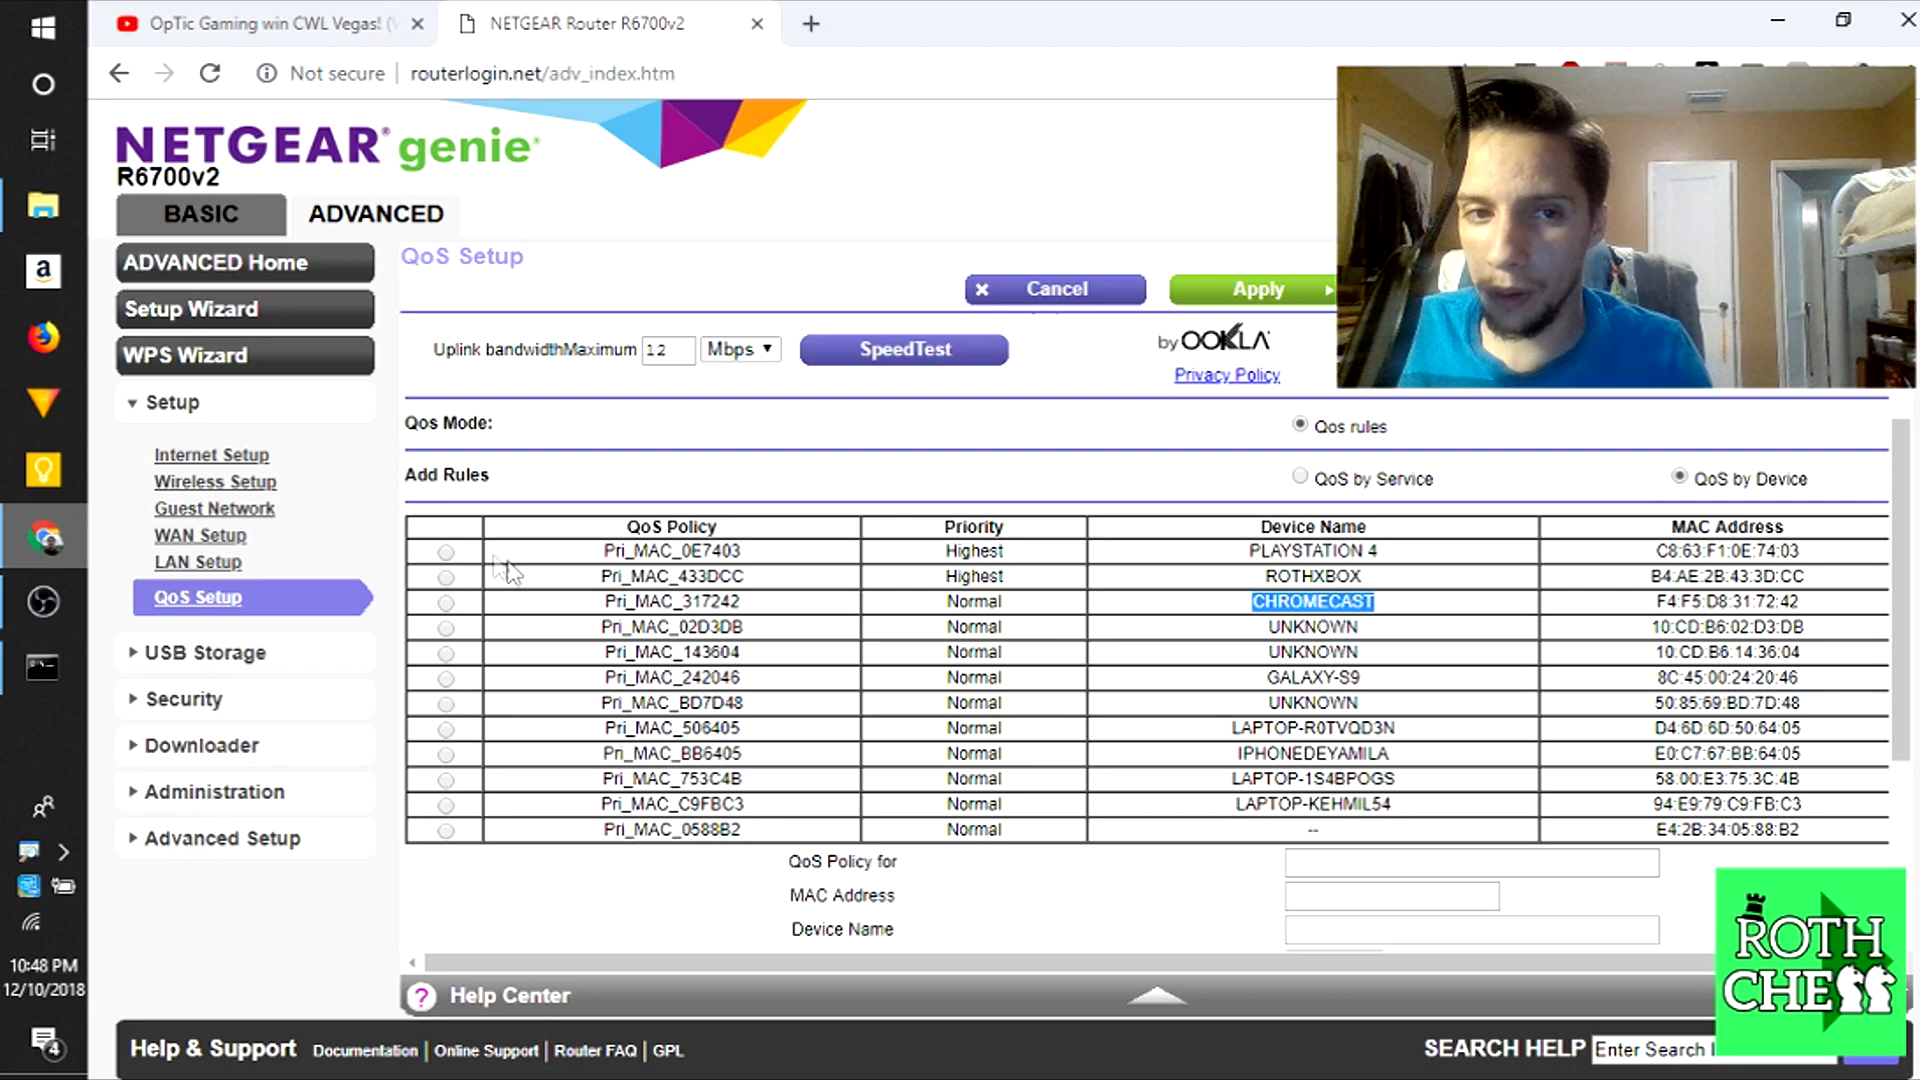 OpTic Gaming win CWL Vegas! (
NETGEAR Router R6700v2
Not secure
routerlogin.net/adv_index.htm
NETGEAR® genie®
R6700v2
BASIC
ADVANCED
ADVANCED Home
Setup Wizard
WPS Wizard
Setup
Internet Setup
Wireless Setup
Guest Network
WAN Setup
LAN Setup
QoS Setup
USB Storage
Security
Downloader
Administration
Advanced Setup
QoS Setup
Cancel
Apply
Uplink bandwidthMaximum 12 Mbps
SpeedTest
by OOKLA
Privacy Policy
Qos Mode:
Qos rules
Add Rules
QoS by Service
QoS by Device
QoS Policy Priority Device Name MAC Address
Pri_MAC_0E7403 Highest PLAYSTATION 4 C8:63:F1:0E:74:03
Pri_MAC_433DCC Highest ROTHXBOX B4:AE:2B:43:3D:CC
Pri_MAC_317242 Normal CHROMECAST F4:F5:D8:31:72:42
Pri_MAC_02D3DB Normal UNKNOWN 10:CD:B6:02:D3:DB
Pri_MAC_143604 Normal UNKNOWN 10:CD:B6:14:36:04
Pri_MAC_242046 Normal GALAXY-S9 8C:45:00:24:20:46
Pri_MAC_BD7D48 Normal UNKNOWN 50:85:69:BD:7D:48
Pri_MAC_506405 Normal LAPTOP-R0TVQD3N D4:6D:6D:50:64:05
Pri_MAC_BB6405 Normal IPHONEDEYAMILA E0:C7:67:BB:64:05
Pri_MAC_753C4B Normal LAPTOP-1S4BPOGS 58:00:E3:75:3C:4B
Pri_MAC_C9FBC3 Normal LAPTOP-KEHMIL54 94:E9:79:C9:FB:C3
Pri_MAC_0588B2 Normal -- E4:2B:34:05:88:B2
QoS Policy for
MAC Address
Device Name
? Help Center
Help & Support Documentation | Online Support | Router FAQ | GPL
SEARCH HELP Enter Search
a
10:48 PM
12/10/2018
4
ROTH
CHESS